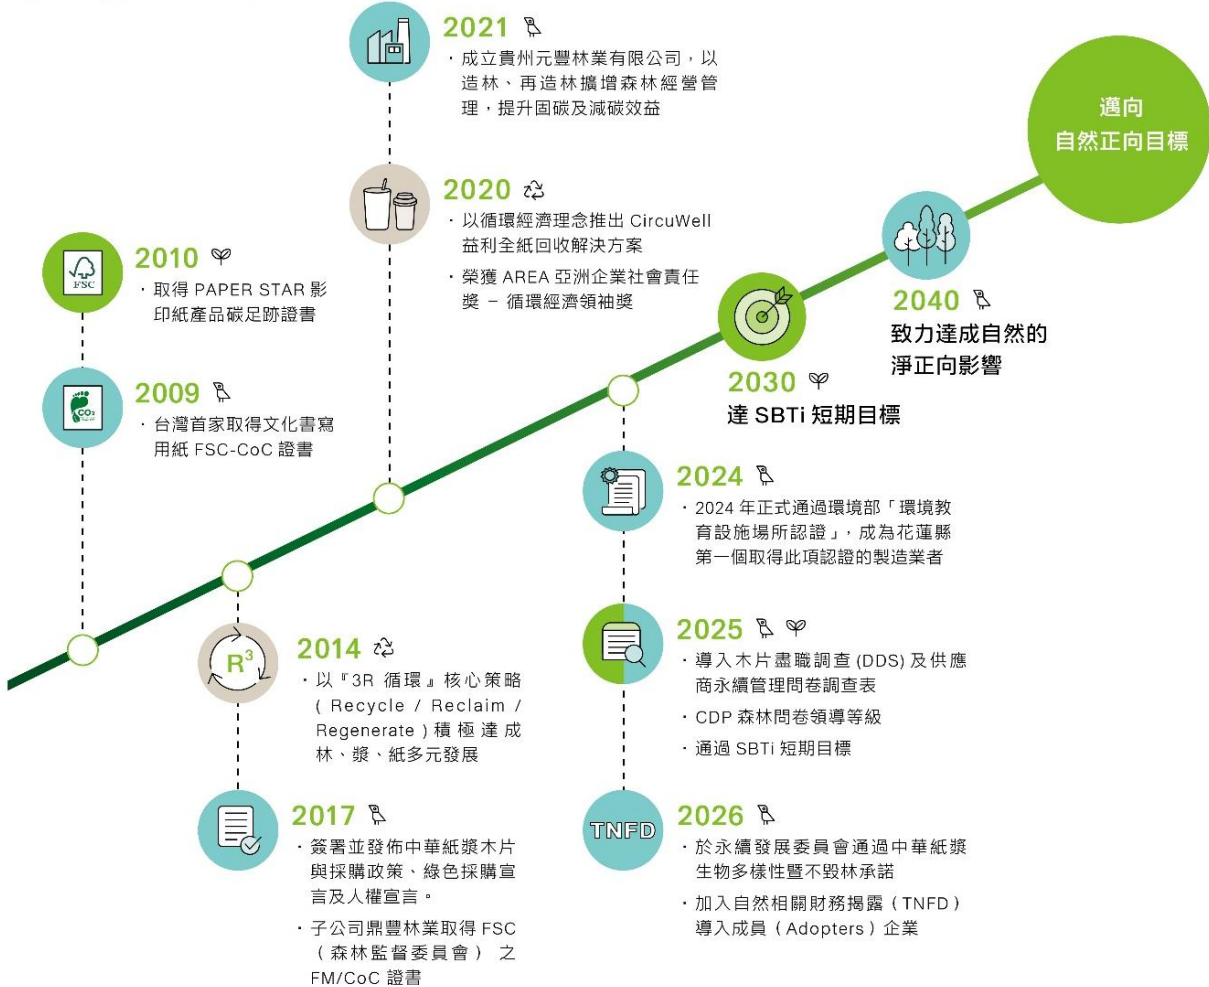 2021
・成立貴州元豐林業有限公司，以
造林、再造林擴增森林經營管
理，提升固碳及減碳效益
邁向
自然正向目標
2020
・以循環經濟理念推出 CircuWell
益利全紙回收解決方案
・榮獲 AREA 亞洲企業社會責任
獎 – 循環經濟領袖獎
FSC
2010
・取得 PAPER STAR 影
印紙產品碳足跡證書
CO₂
2009
・台灣首家取得文化書寫
用紙 FSC-CoC 證書
2040
致力達成自然的
淨正向影響
2030
達 SBTi 短期目標
2024
・2024 年正式通過環境部「環境教
育設施場所認證」，成為花蓮縣
第一個取得此項認證的製造業者
R³
2014
・以『3R 循環』核心策略
( Recycle / Reclaim /
Regenerate ) 積極達成
林、漿、紙多元發展
2025
・導入木片盡職調查 (DDS) 及供應
商永續管理問卷調查表
・CDP 森林問卷領導等級
・通過 SBTi 短期目標
2017
・簽署並發佈中華紙漿木片
與採購政策、綠色採購宣
言及人權宣言。
・子公司鼎豐林業取得 FSC
（森林監督委員會）之
FM/CoC 證書
TNFD
2026
・於永續發展委員會通過中華紙漿
生物多樣性暨不毀林承諾
・加入自然相關財務揭露（TNFD）
導入成員（Adopters）企業